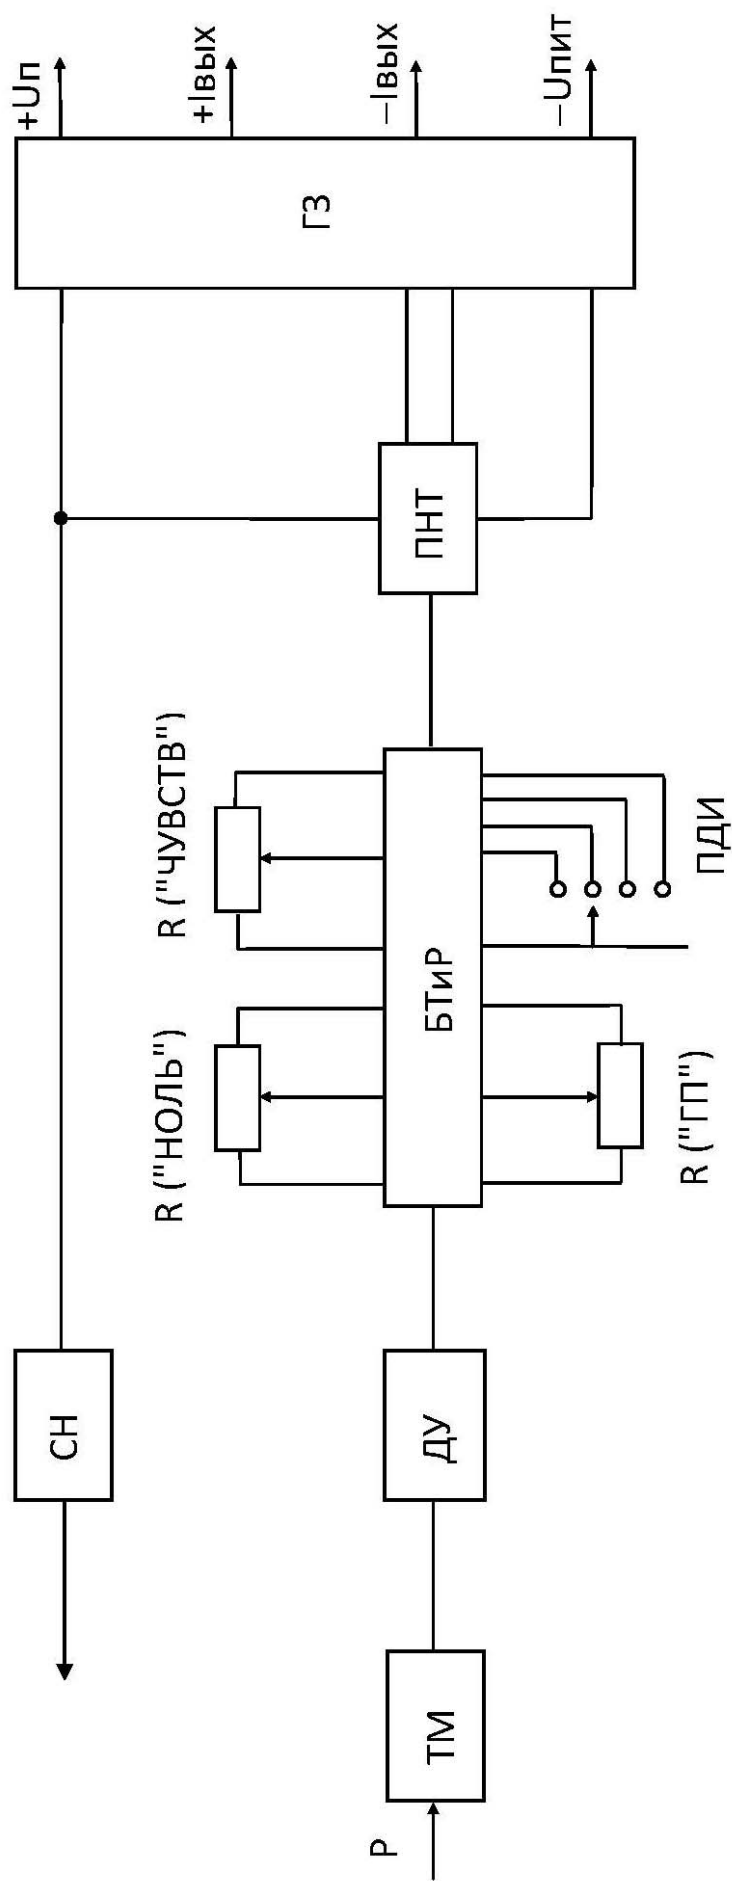 +Uп
+Iвых
–Iвых
–Uпит
ГЗ
ПНТ
R ("ЧУВСТВ")
R ("НОЛЬ")
БТиР
ПДИ
R ("ГП")
СН
ДУ
ТМ
P